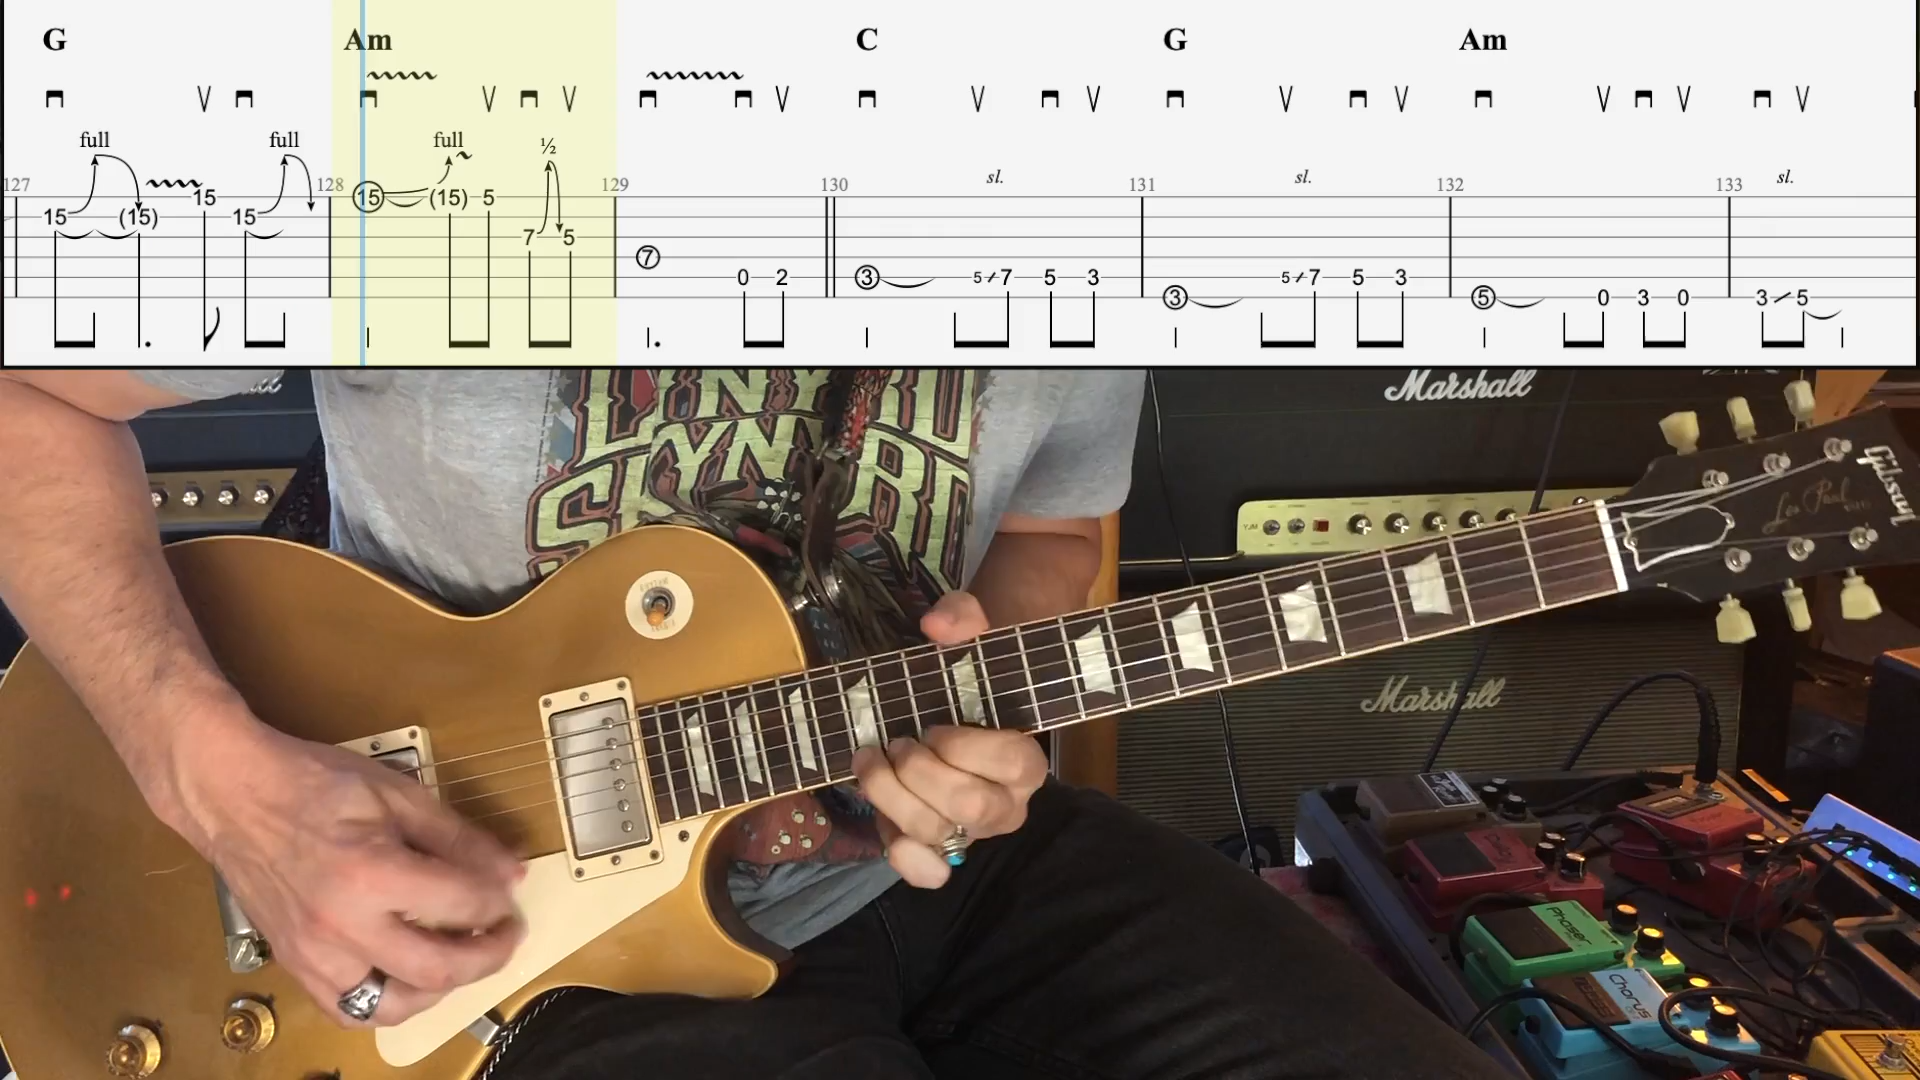 G Am C G Am
full full full ½
127 128 129 130 sl. 131 sl. 132 133 sl.
15 (15) 15 15 15 (15) 5
7 5
7
0 2 3 5 7 5 3 5 7 5 3
3 5 0 3 0 3 5
Marshall
LYNYRD
SKYNYRD
Gibson
Les Paul
YJM
Marshall
Phaser
Chorus